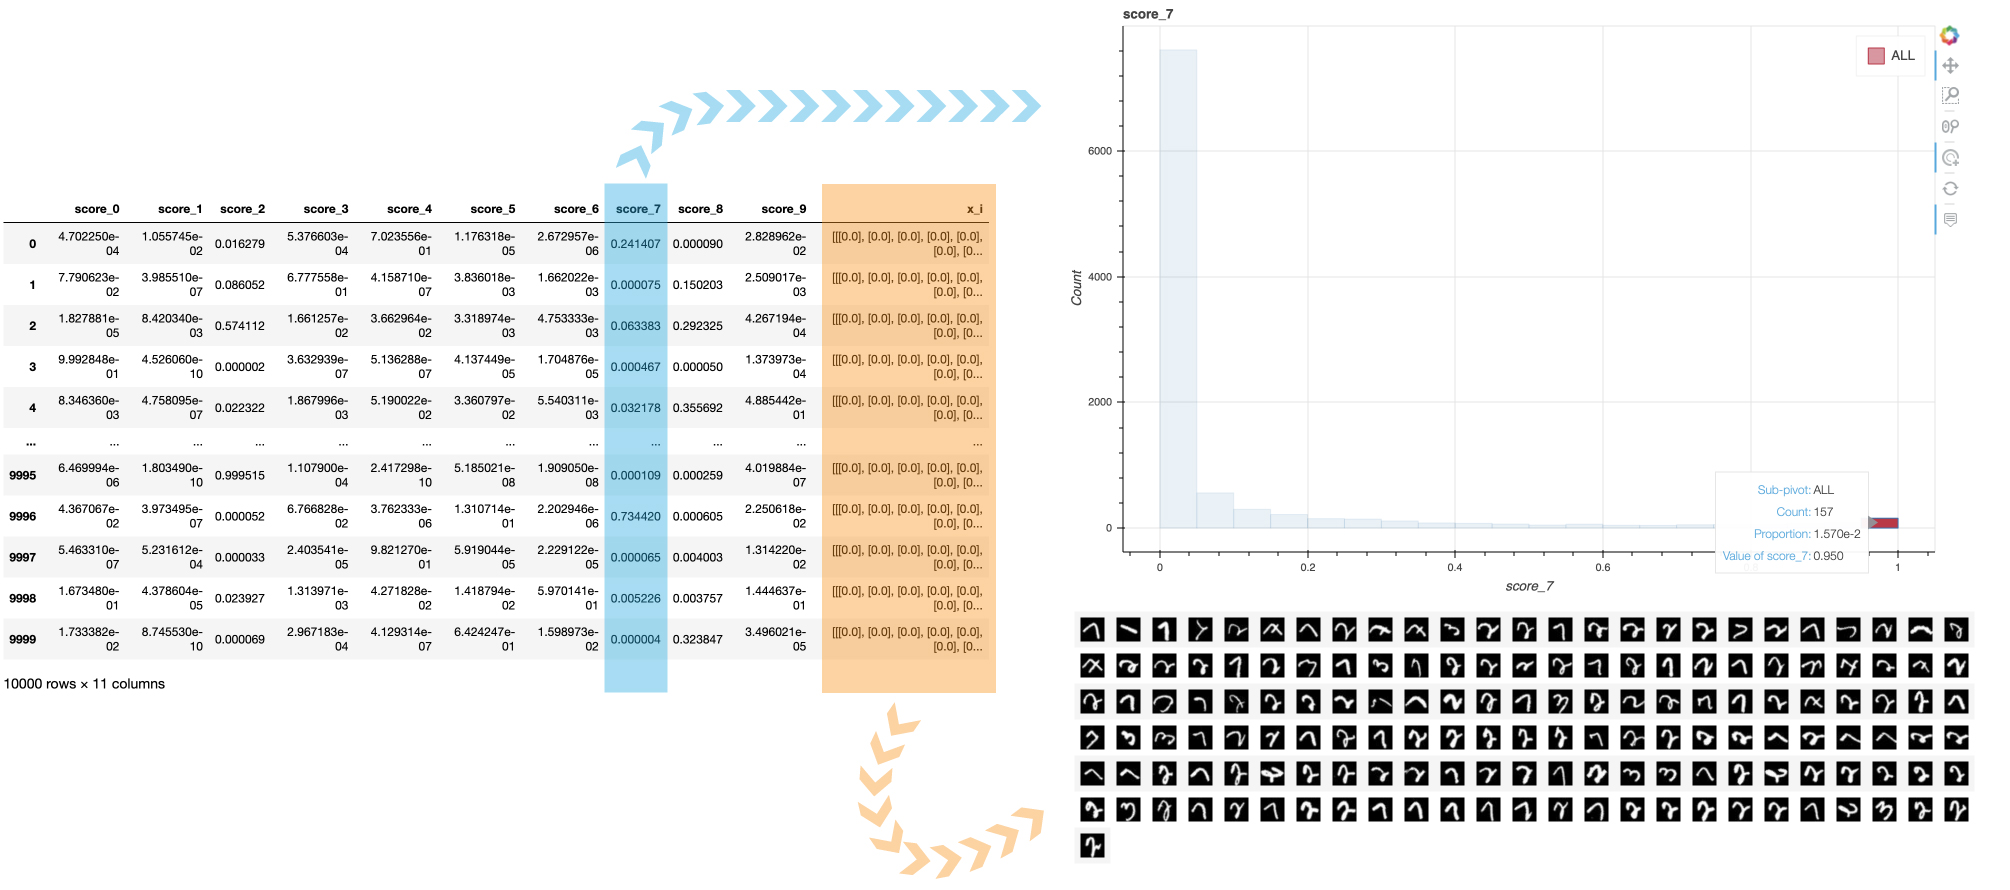 score_0 score_1 score_2 score_3 score_4 score_5 score_6 score_7 score_8 score_9 x_i
0 4.702250e-04 1.055745e-02 0.016279 5.376603e-04 7.023556e-01 1.176318e-05 2.672957e-06 0.241407 0.000090 2.828962e-02 [[[0.0], [0.0], [0.0], [0.0], [0.0], [0.0], [0...
1 7.790623e-02 3.985510e-07 0.086052 6.777558e-01 4.158710e-07 3.836018e-03 1.662022e-03 0.000075 0.150203 2.509017e-03 [[[0.0], [0.0], [0.0], [0.0], [0.0], [0.0], [0...
2 1.827881e-05 8.420340e-03 0.574112 1.661257e-02 3.662964e-02 3.318974e-03 4.753333e-03 0.063383 0.292325 4.267194e-04 [[[0.0], [0.0], [0.0], [0.0], [0.0], [0.0], [0...
3 9.992848e-01 4.526060e-10 0.000002 3.632939e-07 5.136288e-07 4.137449e-05 1.704876e-05 0.000467 0.000050 1.373973e-04 [[[0.0], [0.0], [0.0], [0.0], [0.0], [0.0], [0...
4 8.346360e-03 4.758095e-07 0.022322 1.867996e-03 5.190022e-02 3.360797e-02 5.540311e-03 0.032178 0.355692 4.885442e-01 [[[0.0], [0.0], [0.0], [0.0], [0.0], [0.0], [0...
... ... ... ... ... ... ... ... ... ... ... ...
9995 6.469994e-06 1.803490e-10 0.999515 1.107900e-04 2.417298e-10 5.185021e-08 1.909050e-08 0.000109 0.000259 4.019884e-07 [[[0.0], [0.0], [0.0], [0.0], [0.0], [0.0], [0...
9996 4.367067e-02 3.973495e-07 0.000052 6.766828e-02 3.762333e-06 1.310714e-01 2.202946e-06 0.734420 0.000605 2.250618e-02 [[[0.0], [0.0], [0.0], [0.0], [0.0], [0.0], [0...
9997 5.463310e-07 5.231612e-04 0.000033 2.403541e-05 9.821270e-01 5.919044e-05 2.229122e-05 0.000065 0.004003 1.314220e-02 [[[0.0], [0.0], [0.0], [0.0], [0.0], [0.0], [0...
9998 1.673480e-01 4.378604e-05 0.023927 1.313971e-03 4.271828e-02 1.418794e-02 5.970141e-01 0.005226 0.003757 1.444637e-01 [[[0.0], [0.0], [0.0], [0.0], [0.0], [0.0], [0...
9999 1.733382e-02 8.745530e-10 0.000069 2.967183e-04 4.129314e-07 6.424247e-01 1.598973e-02 0.000004 0.323847 3.496021e-05 [[[0.0], [0.0], [0.0], [0.0], [0.0], [0.0], [0...
10000 rows × 11 columns
score_7
ALL
6000
4000
2000
0
Count
Sub-pivot: ALL
Count: 157
Proportion: 1.570e-2
Value of score_7: 0.950
0 0.2 0.4 0.6 0.8 1
score_7